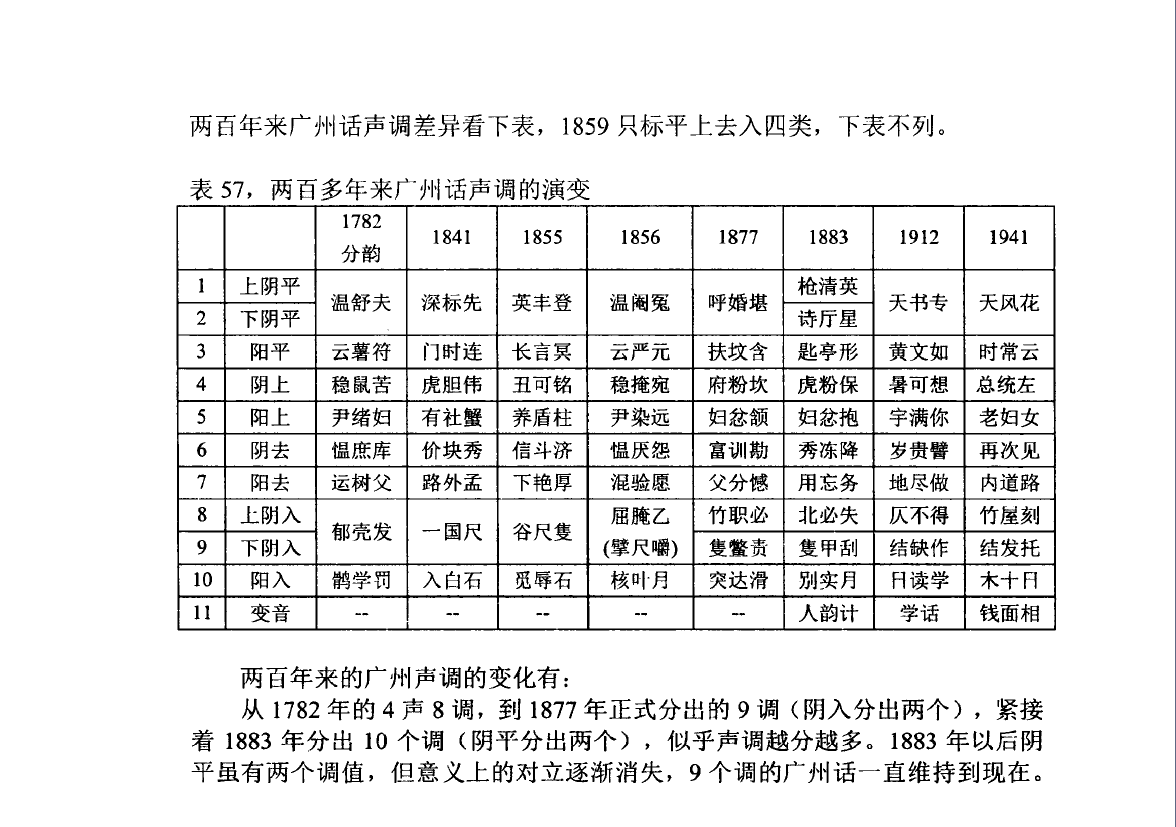 两百年来广州话声调差异看下表，1859 只标平上去入四类，下表不列。
表 57，两百多年来广州话声调的演变
1782 分韵 1841 1855 1856 1877 1883 1912 1941
1 上阴平 温舒夫 深标先 英丰登 温阉冤 呼婚堪 枪清英 天书专 天风花
2 下阴平 诗厅星
3 阳平 云薯符 门时连 长言冥 云严元 扶坟含 匙亭形 黄文如 时常云
4 阴上 稳鼠苦 虎胆伟 丑可铭 稳掩宛 府粉坎 虎粉保 暑可想 总统左
5 阳上 尹绪妇 有社蟹 养盾柱 尹染远 妇忿颔 妇忿抱 宇满你 老妇女
6 阴去 愠庶库 价块秀 信斗济 愠厌怨 富训勘 秀冻降 岁贵譬 再次见
7 阳去 运树父 路外孟 下艳厚 混验愿 父分憾 用忘务 地尽做 内道路
8 上阴入 郁壳发 一国尺 谷尺隻 屈腌乙 竹职必 北必失 仄不得 竹屋刻
9 下阴入 (擘尺嚼) 隻鳖责 隻甲刮 结缺作 结发托
10 阳入 鹘学罚 入白石 觅辱石 核叶月 突达滑 别实月 日读学 木十日
11 变音 -- -- -- -- -- 人韵计 学话 钱面相
两百年来的广州声调的变化有：
从 1782 年的 4 声 8 调，到 1877 年正式分出的 9 调（阴入分出两个），紧接
着 1883 年分出 10 个调（阴平分出两个），似乎声调越分越多。1883 年以后阴
平虽有两个调值，但意义上的对立逐渐消失，9 个调的广州话一直维持到现在。